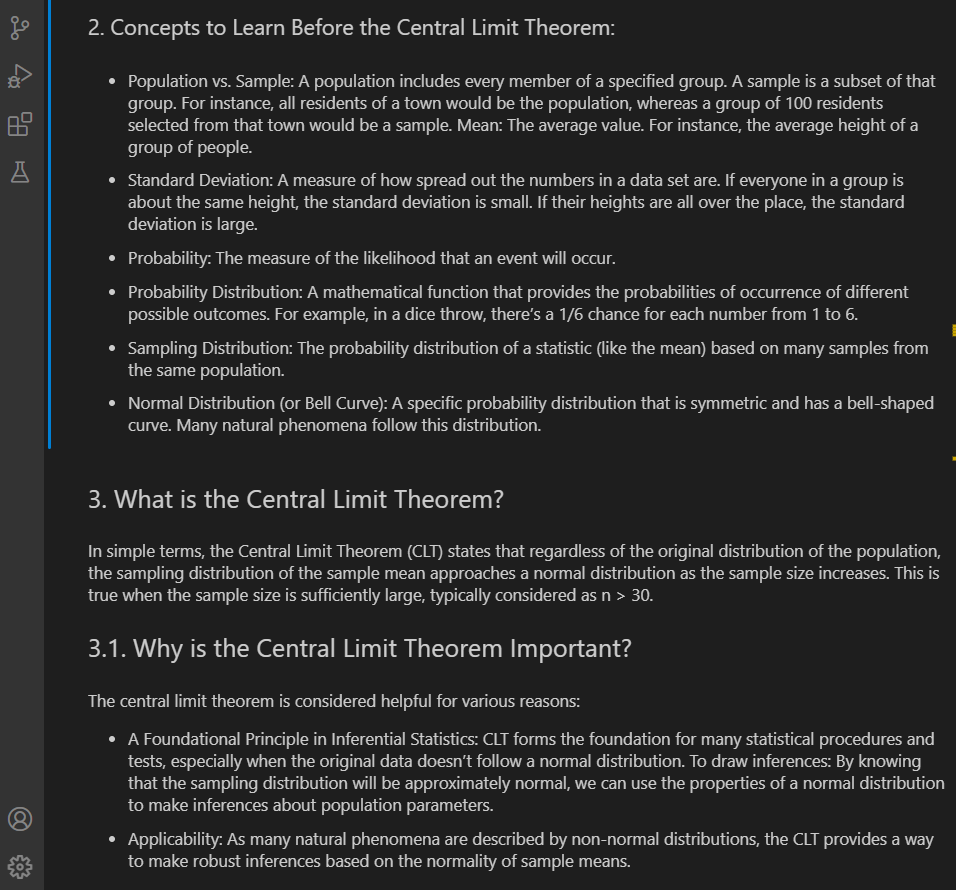 2. Concepts to Learn Before the Central Limit Theorem:
• Population vs. Sample: A population includes every member of a specified group. A sample is a subset of that
group. For instance, all residents of a town would be the population, whereas a group of 100 residents
selected from that town would be a sample. Mean: The average value. For instance, the average height of a
group of people.
• Standard Deviation: A measure of how spread out the numbers in a data set are. If everyone in a group is
about the same height, the standard deviation is small. If their heights are all over the place, the standard
deviation is large.
• Probability: The measure of the likelihood that an event will occur.
• Probability Distribution: A mathematical function that provides the probabilities of occurrence of different
possible outcomes. For example, in a dice throw, there’s a 1/6 chance for each number from 1 to 6.
• Sampling Distribution: The probability distribution of a statistic (like the mean) based on many samples from
the same population.
• Normal Distribution (or Bell Curve): A specific probability distribution that is symmetric and has a bell-shaped
curve. Many natural phenomena follow this distribution.
3. What is the Central Limit Theorem?
In simple terms, the Central Limit Theorem (CLT) states that regardless of the original distribution of the population,
the sampling distribution of the sample mean approaches a normal distribution as the sample size increases. This is
true when the sample size is sufficiently large, typically considered as n > 30.
3.1. Why is the Central Limit Theorem Important?
The central limit theorem is considered helpful for various reasons:
• A Foundational Principle in Inferential Statistics: CLT forms the foundation for many statistical procedures and
tests, especially when the original data doesn’t follow a normal distribution. To draw inferences: By knowing
that the sampling distribution will be approximately normal, we can use the properties of a normal distribution
to make inferences about population parameters.
• Applicability: As many natural phenomena are described by non-normal distributions, the CLT provides a way
to make robust inferences based on the normality of sample means.